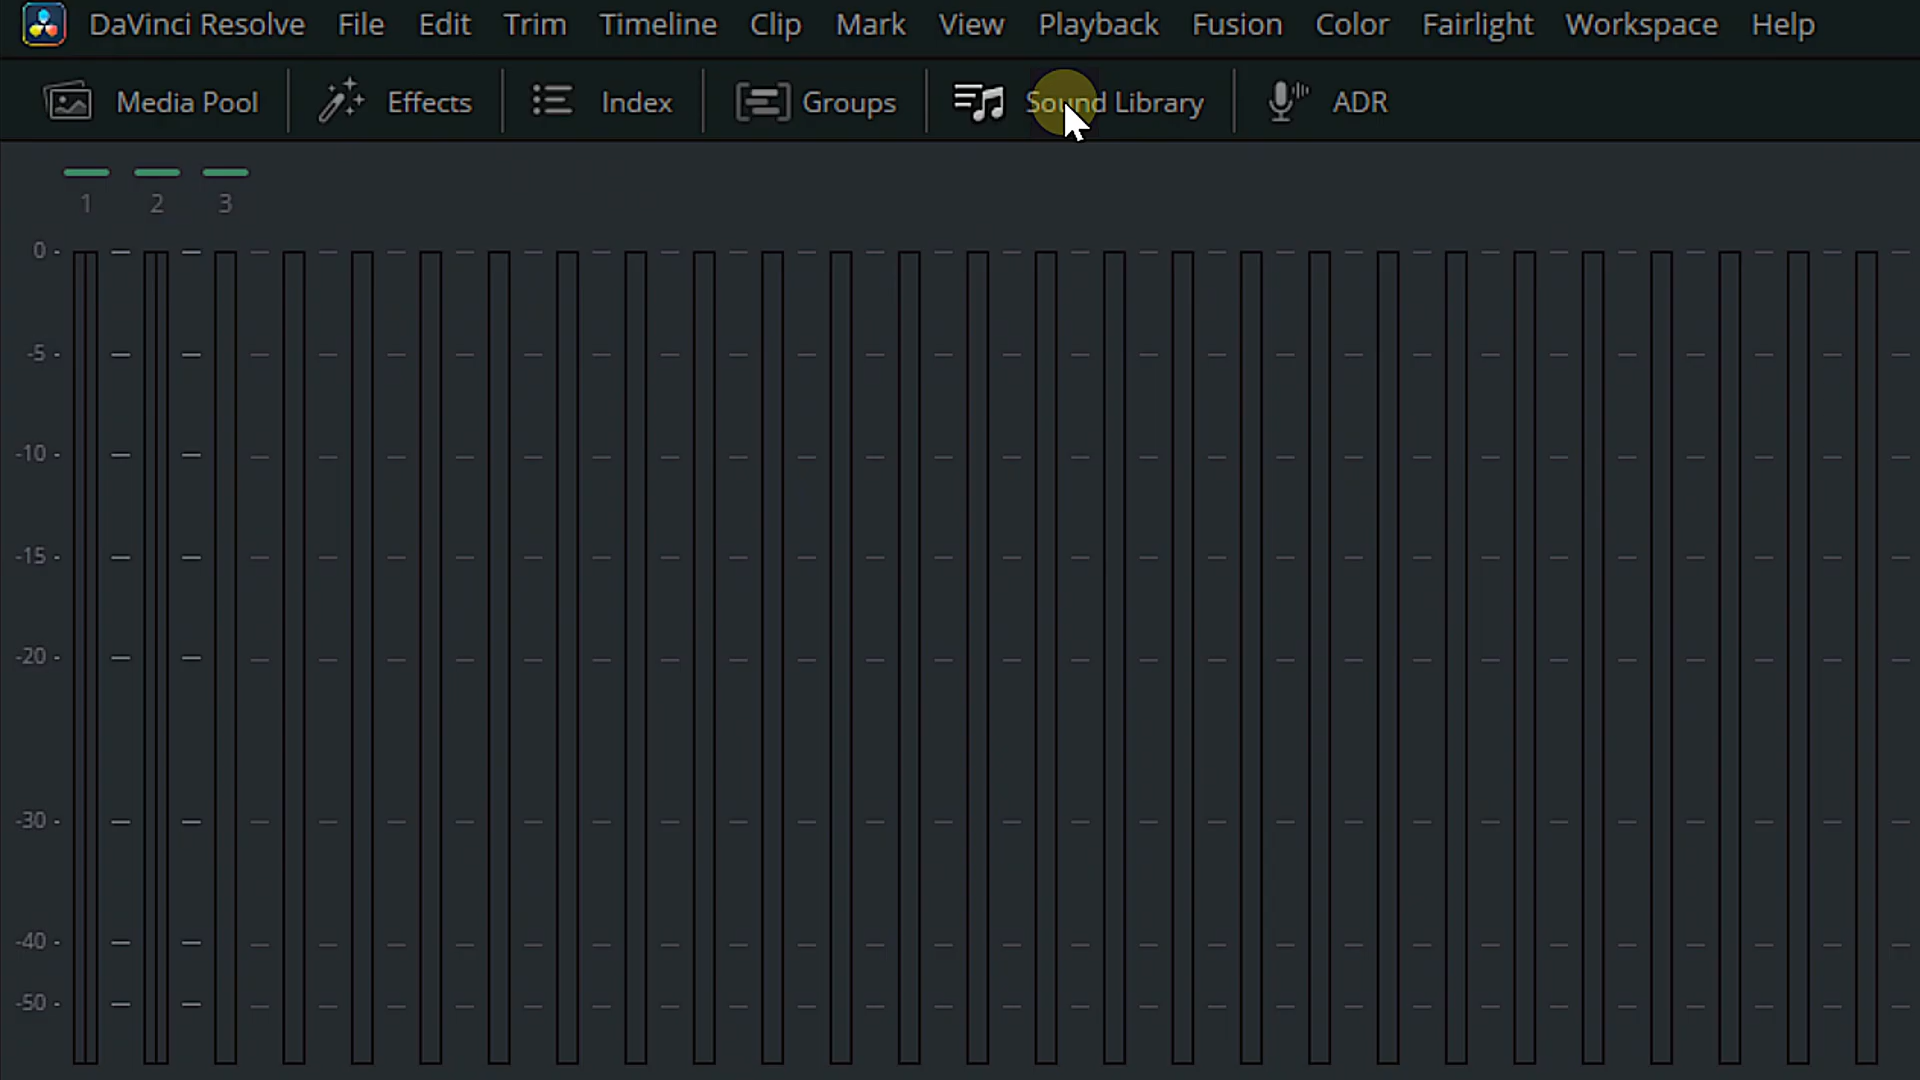 DaVinci Resolve File Edit Trim Timeline Clip Mark View Playback Fusion Color Fairlight Workspace Help
Media Pool Effects Index Groups Sound Library ADR
1 2 3
0
-5
-10
-15
-20
-30
-40
-50